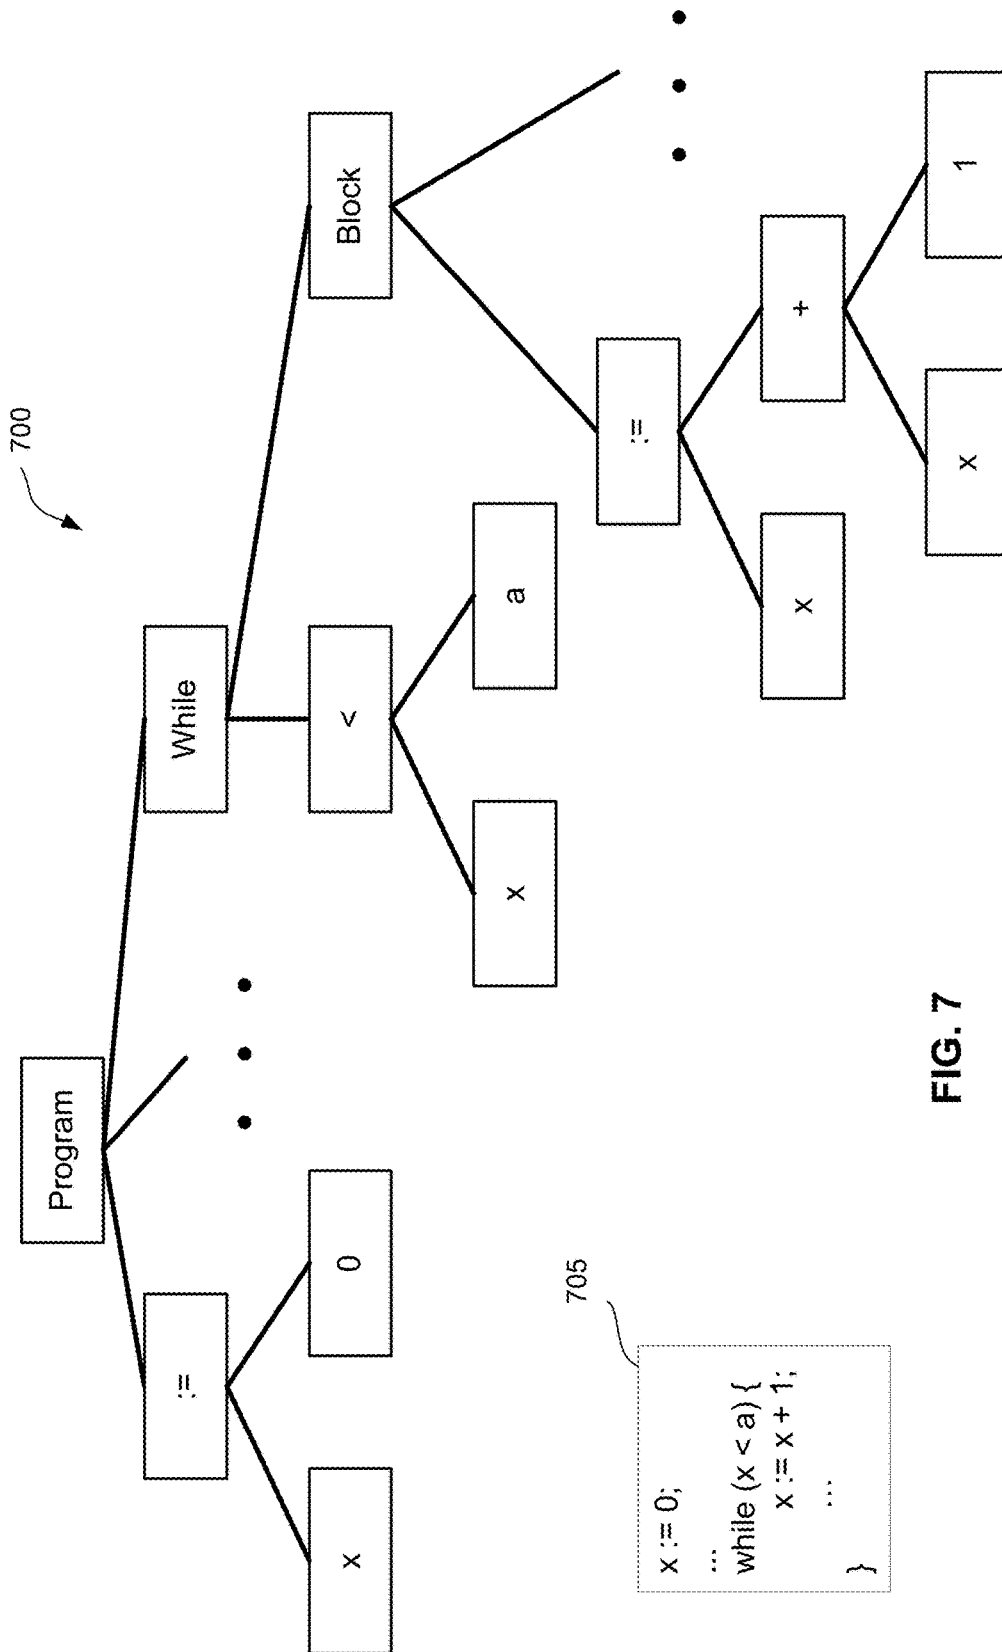 700
Program
:=
While
x
0
<
Block
x
a
:=
x
+
x
1
705
x := 0;
...
while (x < a) {
x := x + 1;
...
}
FIG. 7